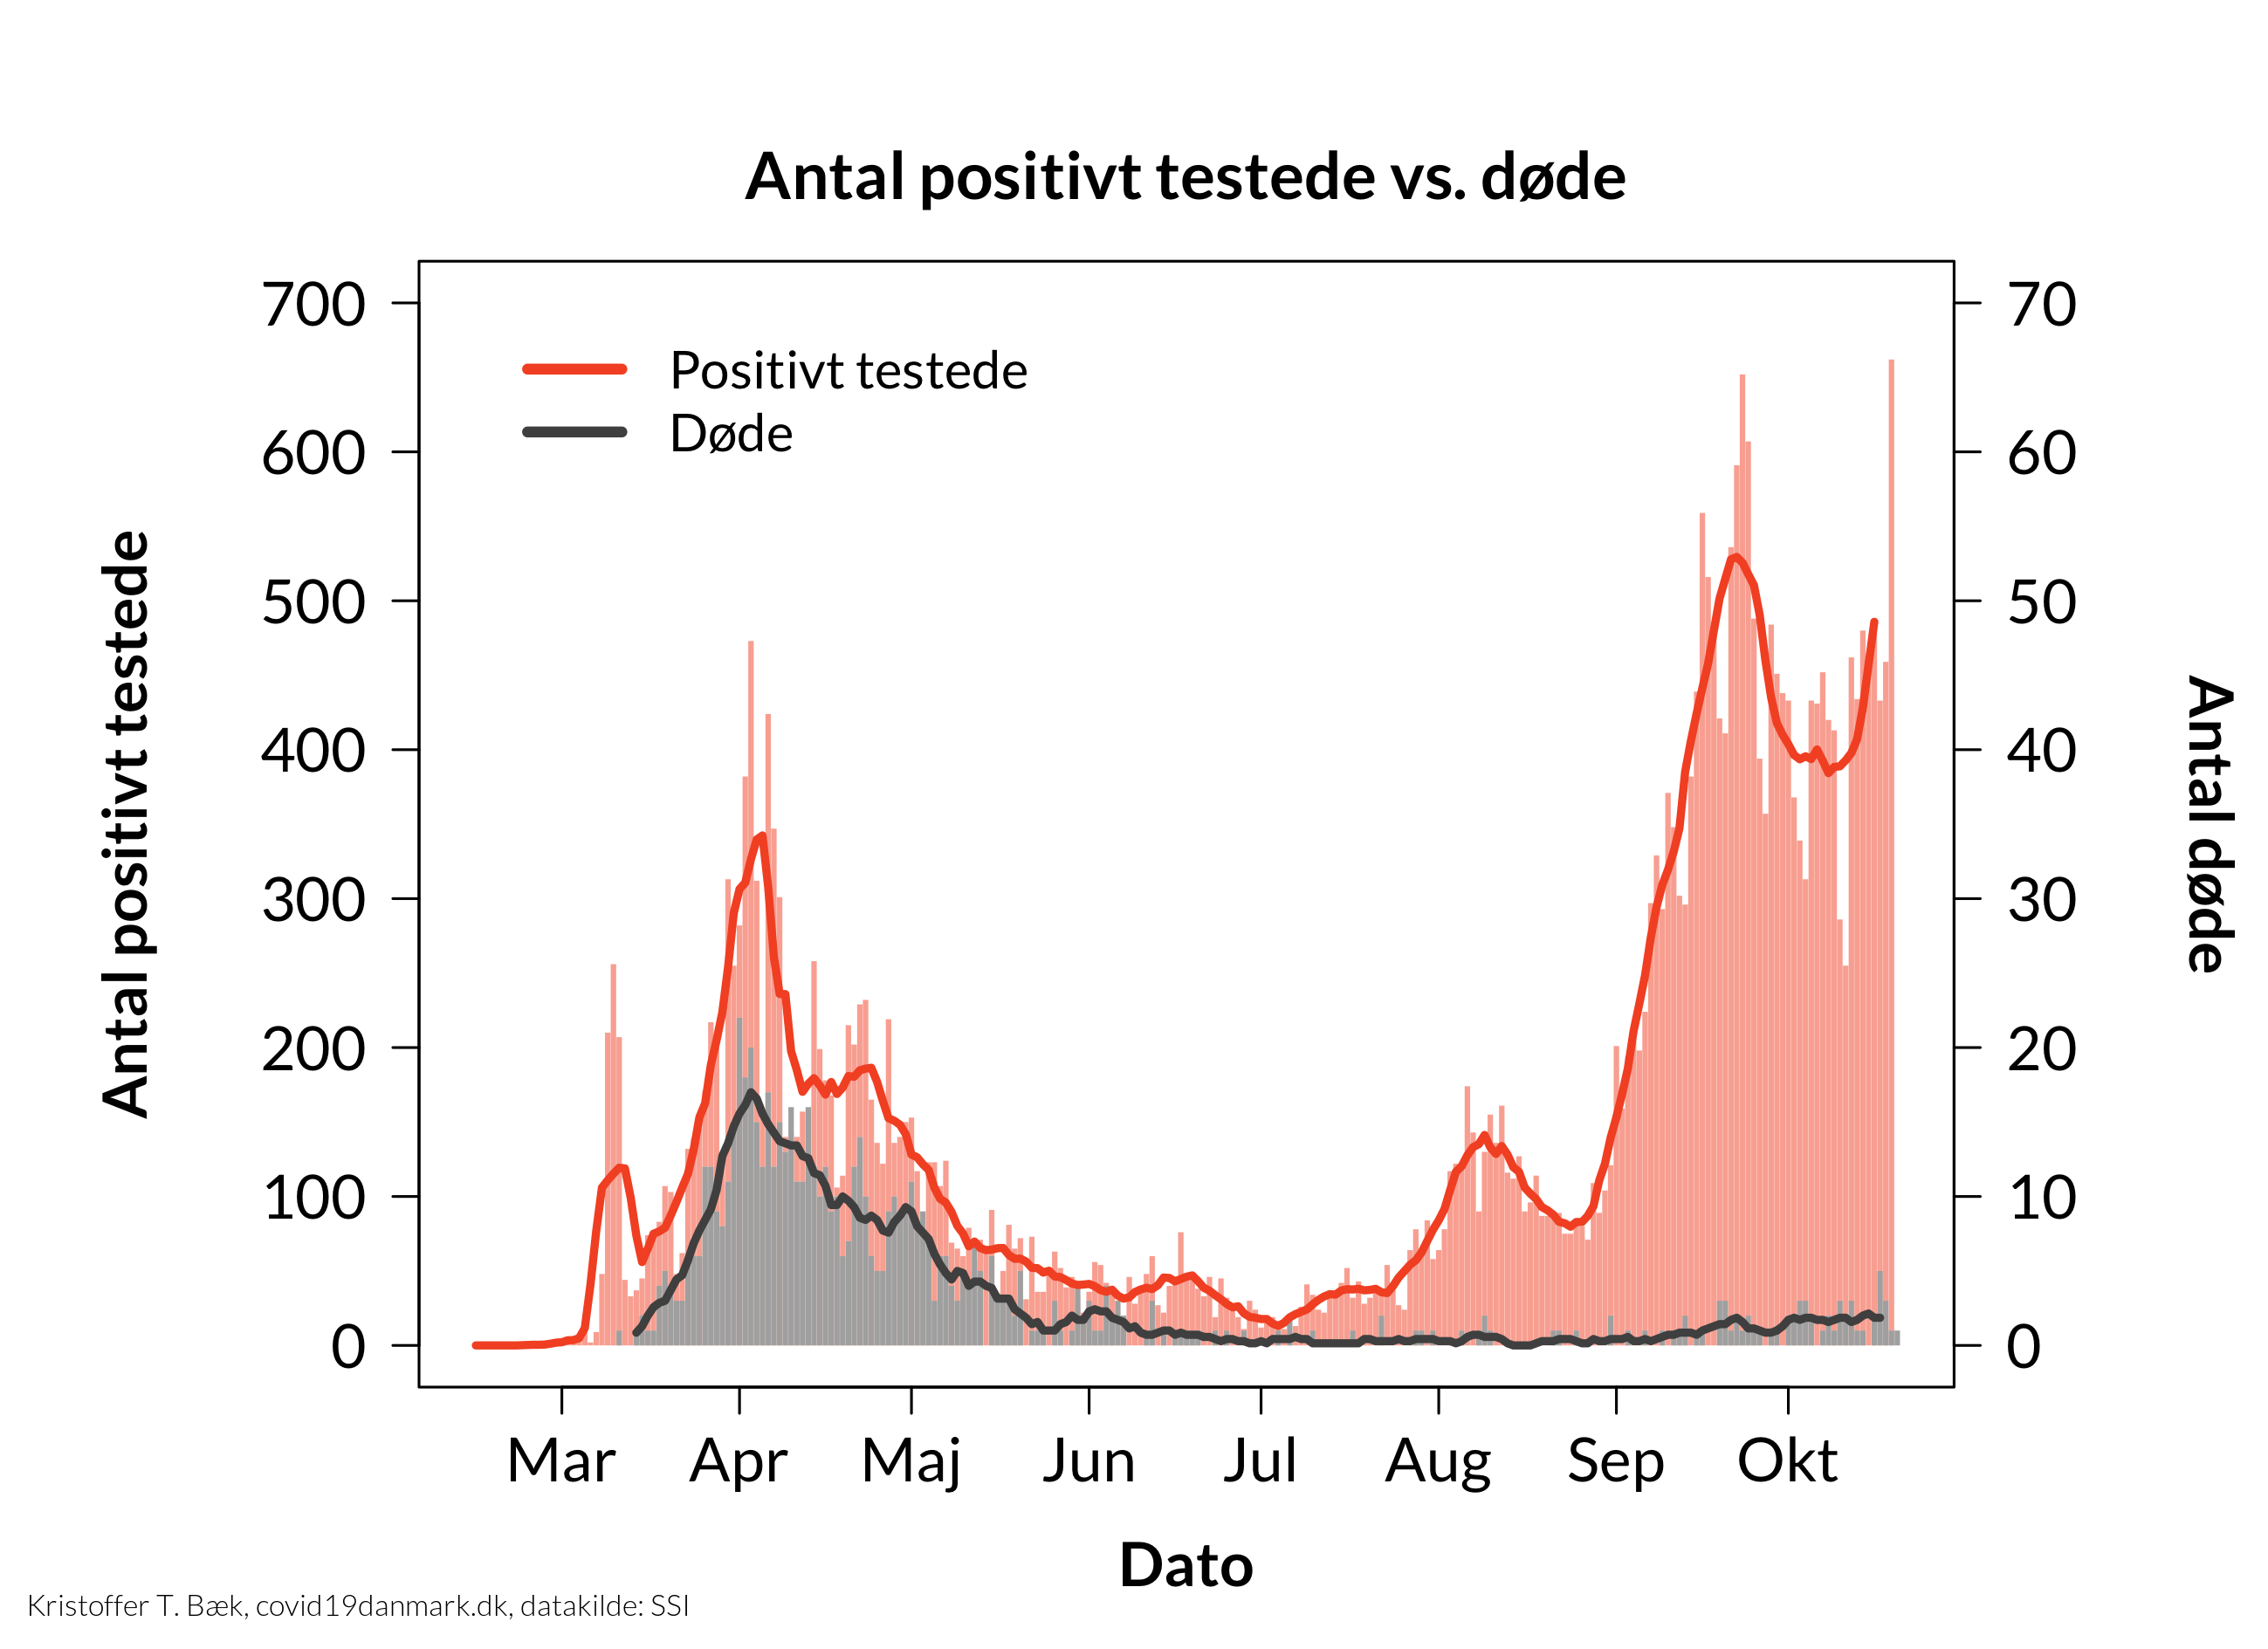 Antal positivt testede vs. døde
700
600
500
400
300
200
100
0
70
60
50
40
30
20
10
0
Positivt testede
Døde
Antal positivt testede
Antal døde
Mar Apr Maj Jun Jul Aug Sep Okt
Dato
Kristoffer T. Bæk, covid19danmark.dk, datakilde: SSI